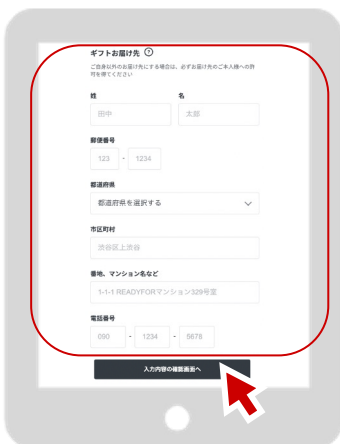 ギフトお届け先 ?
ご自身以外のお届け先にする場合は、必ずお届け先のご本人様への許
可を得てください
姓 名
田中 太郎
郵便番号
123 - 1234
都道府県
都道府県を選択する
市区町村
渋谷区上渋谷
番地、マンション名など
1-1-1 READYFORマンション329号室
電話番号
090 - 1234 - 5678
入力内容の確認画面へ